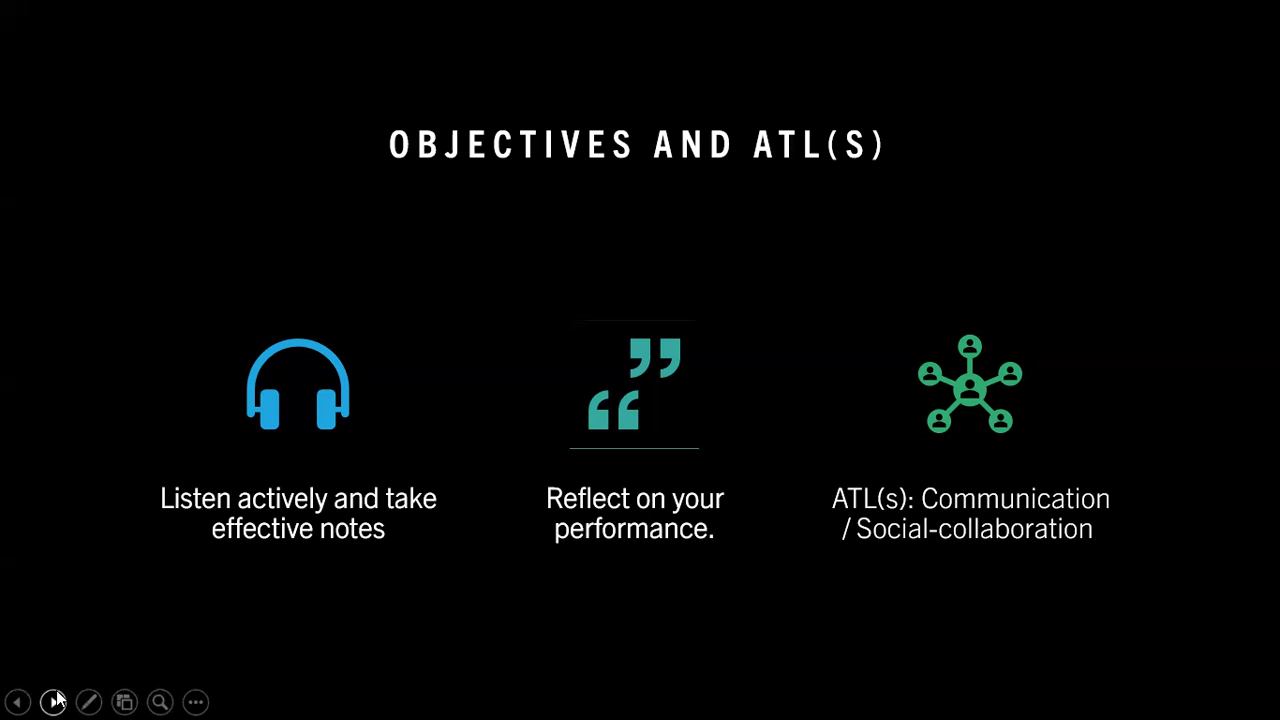 OBJECTIVES AND ATL(S)
Listen actively and take
effective notes
Reflect on your
performance.
ATL(s): Communication
/ Social-collaboration